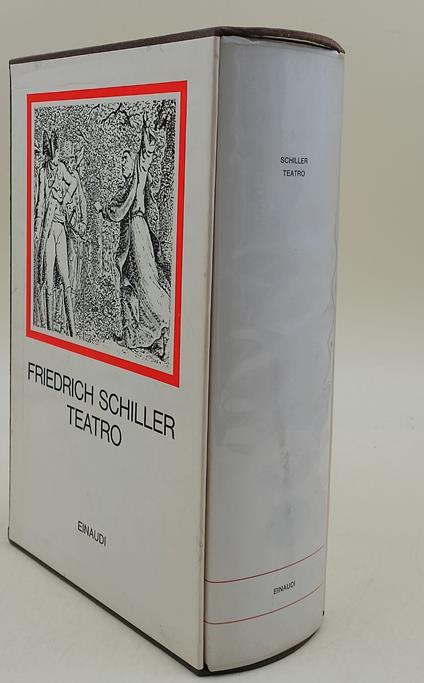 FRIEDRICH SCHILLER
TEATRO
EINAUDI
SCHILLER
TEATRO
EINAUDI